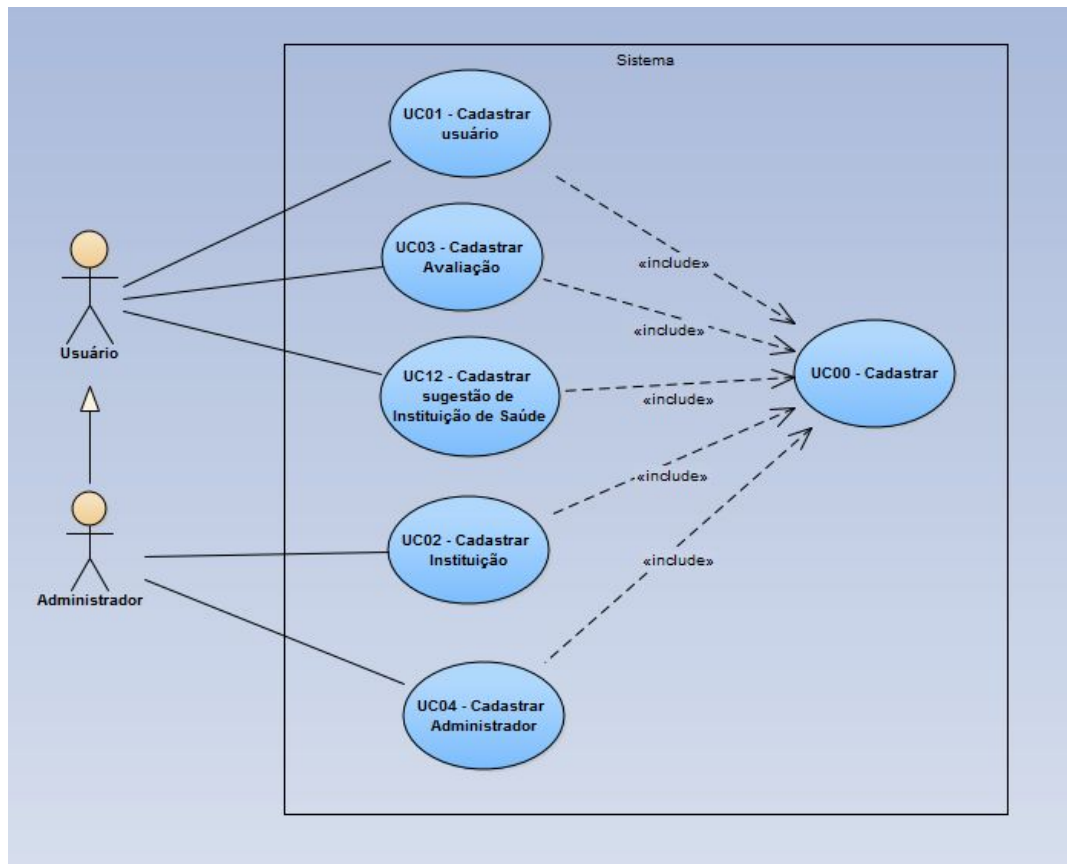 Sistema
UC01 - Cadastrar
usuário
UC03 - Cadastrar
Avaliação
«include»
«include»
Usuário
UC12 - Cadastrar
sugestão de
Instituição de Saúde
«include»
UC00 - Cadastrar
«include»
UC02 - Cadastrar
Instituição
«include»
Administrador
UC04 - Cadastrar
Administrador